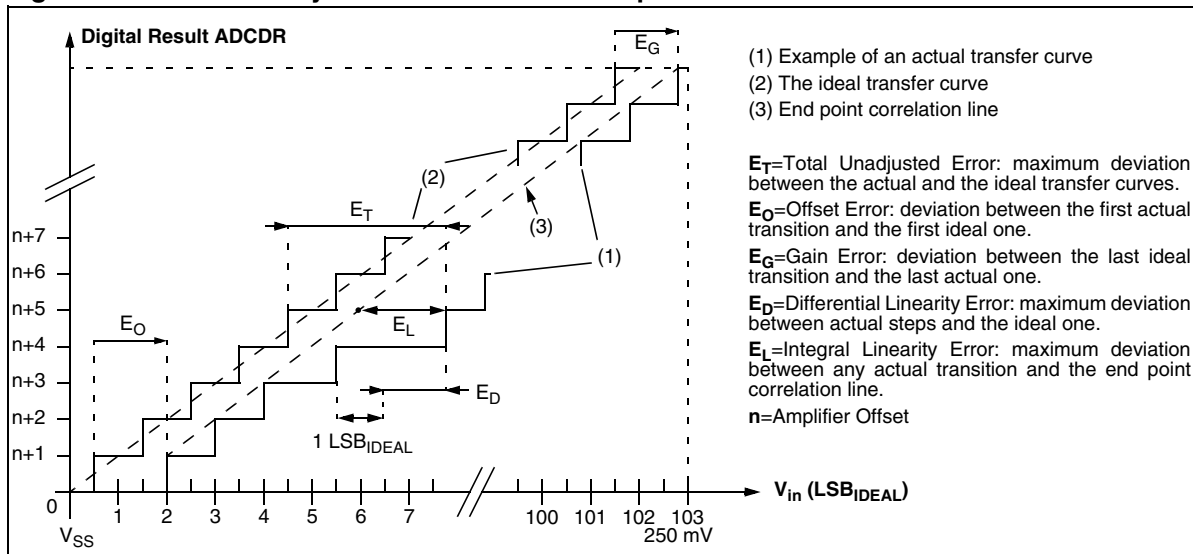 Digital Result ADCDR
EG
(1) Example of an actual transfer curve
(2) The ideal transfer curve
(3) End point correlation line
ET=Total Unadjusted Error: maximum deviation
between the actual and the ideal transfer curves.
EO=Offset Error: deviation between the first actual
transition and the first ideal one.
EG=Gain Error: deviation between the last ideal
transition and the last actual one.
ED=Differential Linearity Error: maximum deviation
between actual steps and the ideal one.
EL=Integral Linearity Error: maximum deviation
between any actual transition and the end point
correlation line.
n=Amplifier Offset
(2)
ET
(3)
(1)
n+7
n+6
n+5
n+4
n+3
n+2
n+1
EO
EL
ED
1 LSBIDEAL
0
1 2 3 4 5 6 7 100 101 102 103
Vin (LSBIDEAL)
VSS
250 mV